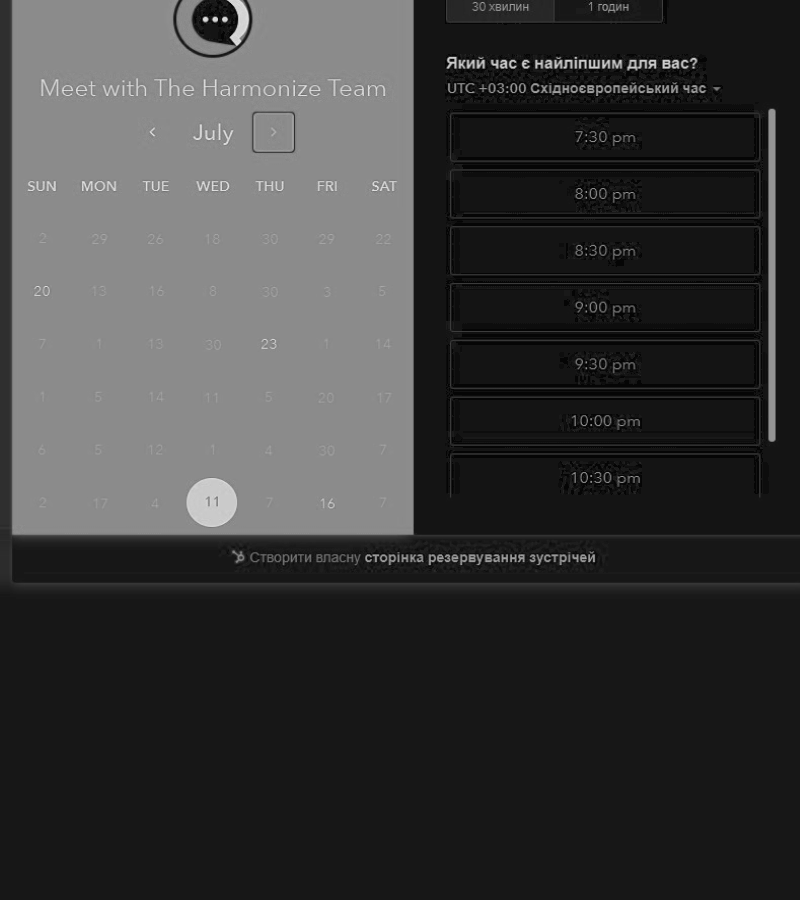 30 хвилин 1 годин
Meet with The Harmonize Team
July
SUN MON TUE WED THU FRI SAT
2 29 26 18 30 29 22
20 13 16 8 30 3 5
7 1 13 30 23 1 14
1 5 14 11 5 20 17
6 5 12 1 4 30 7
2 17 4 11 7 16 7
Який час є найліпшим для вас?
UTC +03:00 Східноєвропейський час
7:30 pm
8:00 pm
8:30 pm
9:00 pm
9:30 pm
10:00 pm
10:30 pm
Створити власну сторінка резервування зустрічей